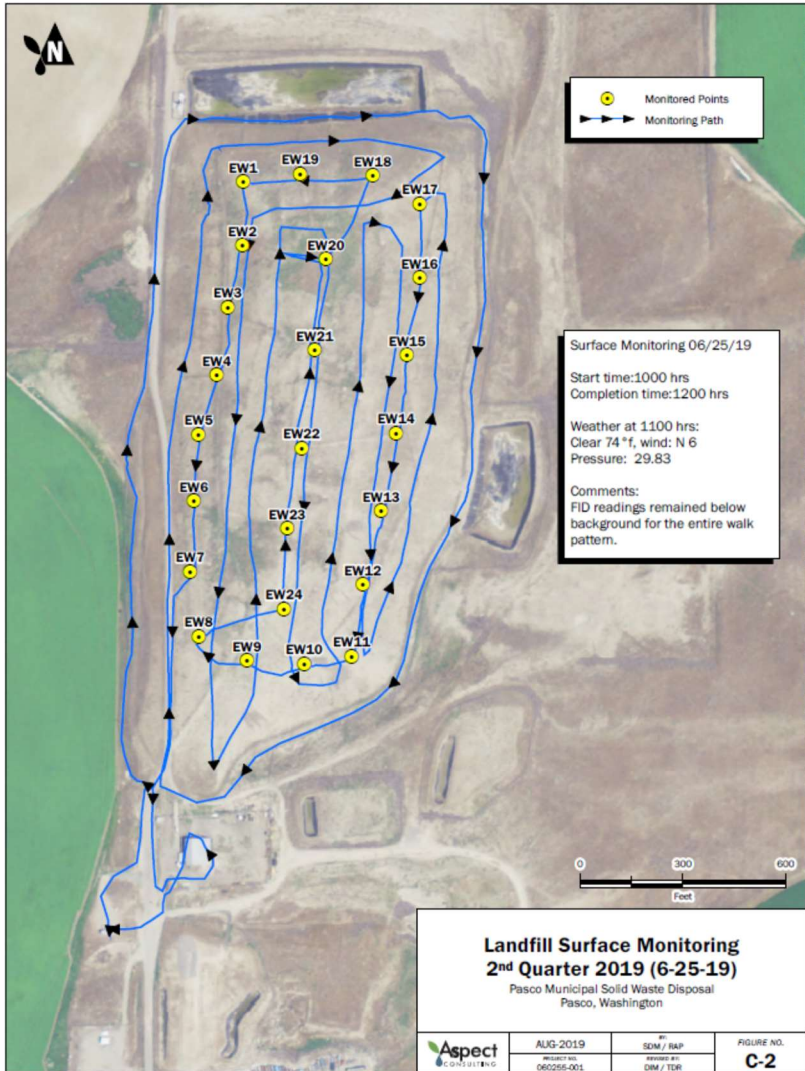 N
Monitored Points
Monitoring Path
EW1
EW19
EW18
EW17
EW2
EW20
EW16
EW3
EW21
EW15
EW4
EW5
EW14
EW22
EW6
EW13
EW23
EW7
EW12
EW24
EW8
EW9
EW10
EW11
Surface Monitoring 06/25/19
Start time:1000 hrs
Completion time:1200 hrs
Weather at 1100 hrs:
Clear 74°f, wind: N 6
Pressure: 29.83
Comments:
FID readings remained below
background for the entire walk
pattern.
0 300 600
Feet
Landfill Surface Monitoring
2nd Quarter 2019 (6-25-19)
Pasco Municipal Solid Waste Disposal
Pasco, Washington
Aspect
CONSULTING
AUG-2019
PROJECT NO.
060255-001
BY:
SDM / RAP
REVISED BY:
DIM / TDR
FIGURE NO.
C-2